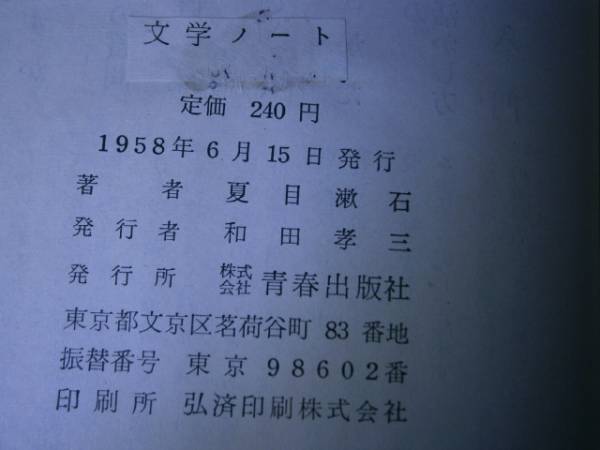 文学ノート
定価 240 円
1958年 6 月 15 日 発行
著者 夏目漱石
発行者 和田孝三
発行所 株式会社 青春出版社
東京都文京区茗荷谷町 83 番地
振替番号 東京 98602番
印刷所 弘済印刷株式会社